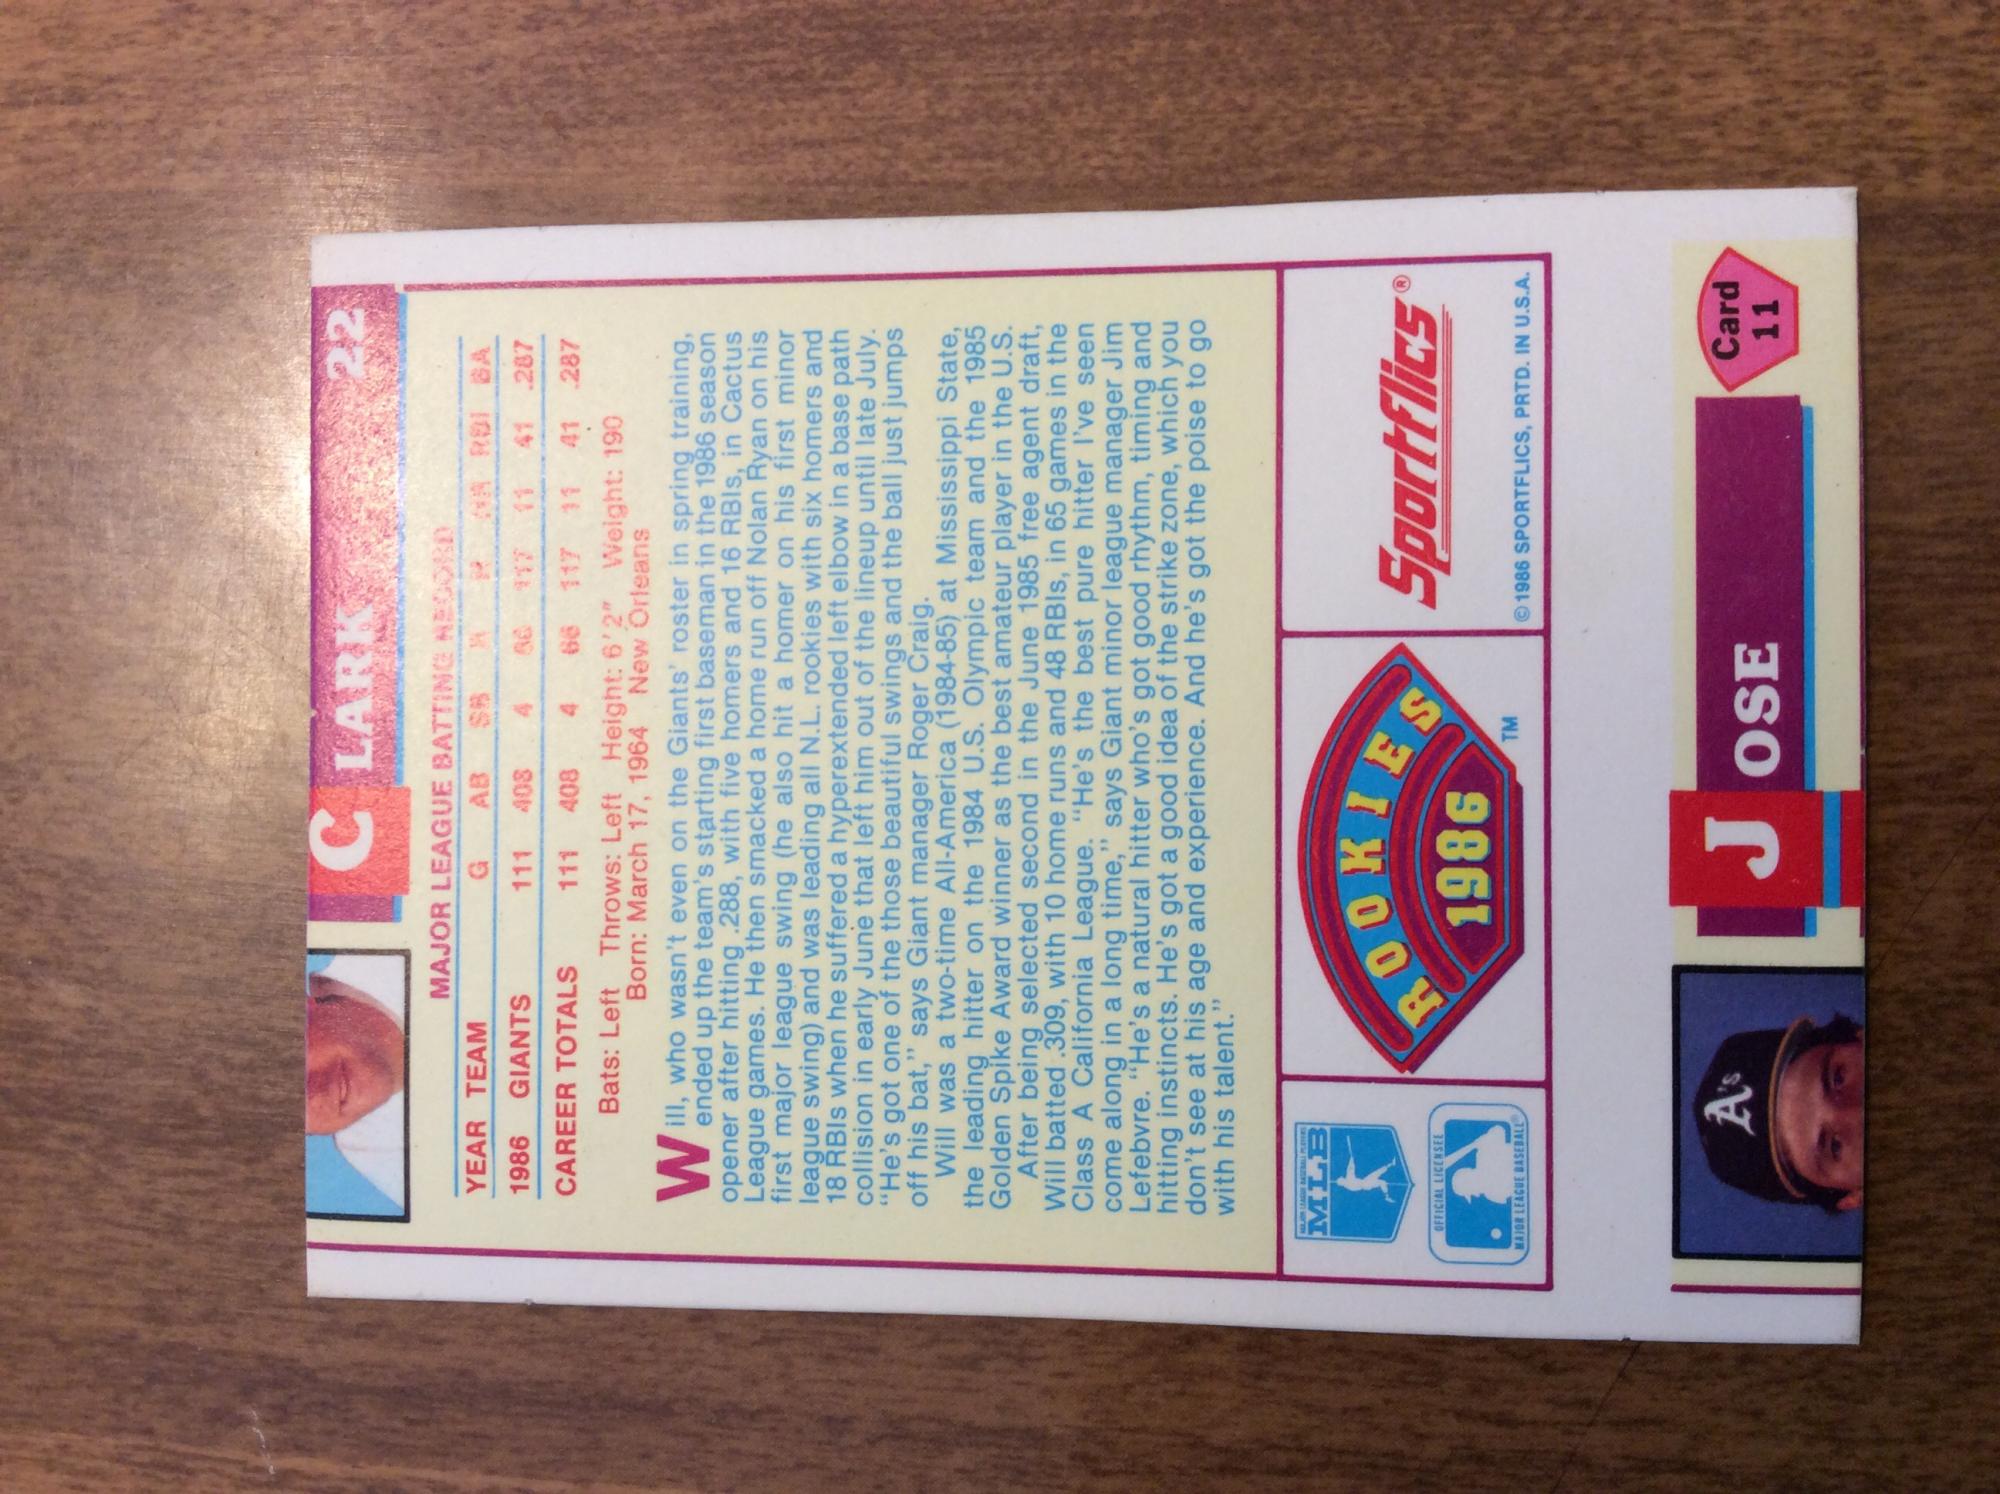 CLARK 22
MAJOR LEAGUE BATTING RECORD
YEAR TEAM G AB SB H R HR RBI BA
1986 GIANTS 111 408 4 66 117 11 41 .287
CAREER TOTALS 111 408 4 66 117 11 41 .287
Bats: Left Throws: Left Height: 6'2" Weight: 190
Born: March 17, 1964 New Orleans
Will, who wasn't even on the Giants' roster in spring training,
ended up the team's starting first baseman in the 1986 season
opener after hitting .288, with five homers and 16 RBIs, in Cactus
League games. He then smacked a home run off Nolan Ryan on his
first major league swing (he also hit a homer on his first minor
league swing) and was leading all N.L. rookies with six homers and
18 RBIs when he suffered a hyperextended left elbow in a base path
collision in early June that left him out of the lineup until late July.
"He's got one of the those beautiful swings and the ball just jumps
off his bat," says Giant manager Roger Craig.
Will was a two-time All-America (1984-85) at Mississippi State,
the leading hitter on the 1984 U.S. Olympic team and the 1985
Golden Spike Award winner as the best amateur player in the U.S.
After being selected second in the June 1985 free agent draft,
Will batted .309, with 10 home runs and 48 RBIs, in 65 games in the
Class A California League. "He's the best pure hitter I've seen
come along in a long time," says Giant minor league manager Jim
Lefebvre. "He's a natural hitter who's got good rhythm, timing and
hitting instincts. He's got a good idea of the strike zone, which you
don't see at his age and experience. And he's got the poise to go
with his talent."
MAJOR LEAGUE BASEBALL PLAYERS
MLB
OFFICIAL LICENSEE
MAJOR LEAGUE BASEBALL®
ROOKIES
1986
TM
Sportflics®
©1986 SPORTFLICS, PRTD. IN U.S.A.
A's
JOSE
Card
11